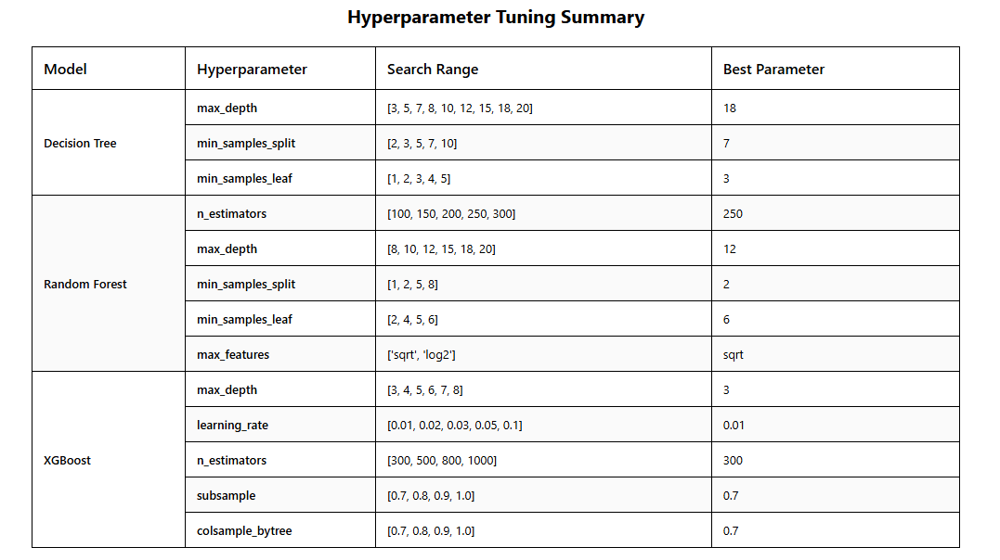 Hyperparameter Tuning Summary
Model Hyperparameter Search Range Best Parameter
Decision Tree
max_depth [3, 5, 7, 8, 10, 12, 15, 18, 20] 18
min_samples_split [2, 3, 5, 7, 10] 7
min_samples_leaf [1, 2, 3, 4, 5] 3
Random Forest
n_estimators [100, 150, 200, 250, 300] 250
max_depth [8, 10, 12, 15, 18, 20] 12
min_samples_split [1, 2, 5, 8] 2
min_samples_leaf [2, 4, 5, 6] 6
max_features ['sqrt', 'log2'] sqrt
XGBoost
max_depth [3, 4, 5, 6, 7, 8] 3
learning_rate [0.01, 0.02, 0.03, 0.05, 0.1] 0.01
n_estimators [300, 500, 800, 1000] 300
subsample [0.7, 0.8, 0.9, 1.0] 0.7
colsample_bytree [0.7, 0.8, 0.9, 1.0] 0.7